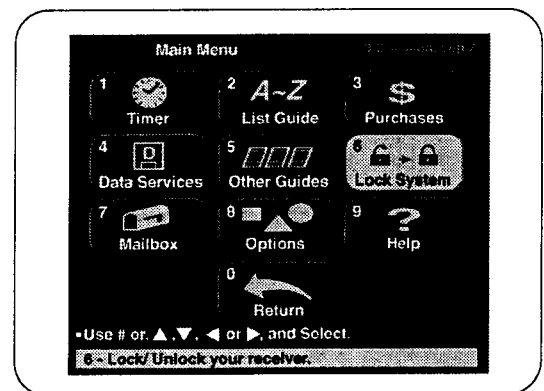 Main Menu
1 Timer
2 A~Z List Guide
3 $ Purchases
4 D Data Services
5 Other Guides
6 Lock System
7 Mailbox
8 Options
9 ? Help
0 Return
▪Use # or, ▲,▼, ◀ or ▶, and Select.
6 - Lock/ Unlock your receiver.